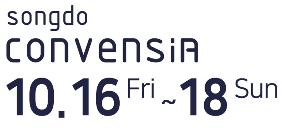 songdo
convensia
10.16 Fri ~18 Sun